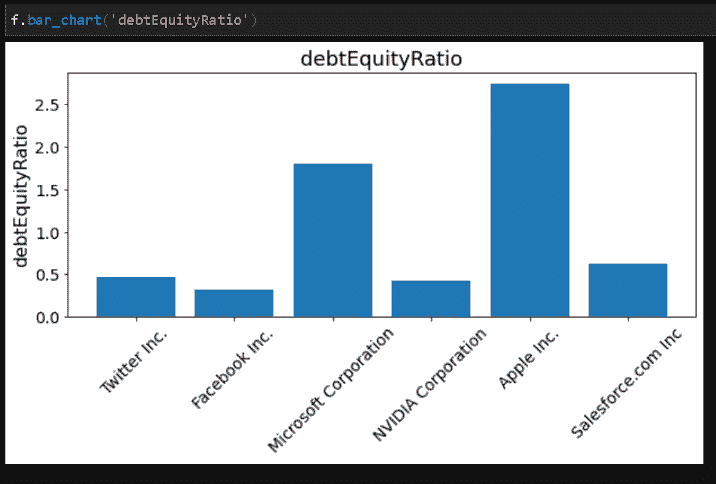 f.bar_chart('debtEquityRatio')
debtEquityRatio
debtEquityRatio
2.5
2.0
1.5
1.0
0.5
0.0
Twitter Inc.
Facebook Inc.
Microsoft Corporation
NVIDIA Corporation
Apple Inc.
Salesforce.com Inc